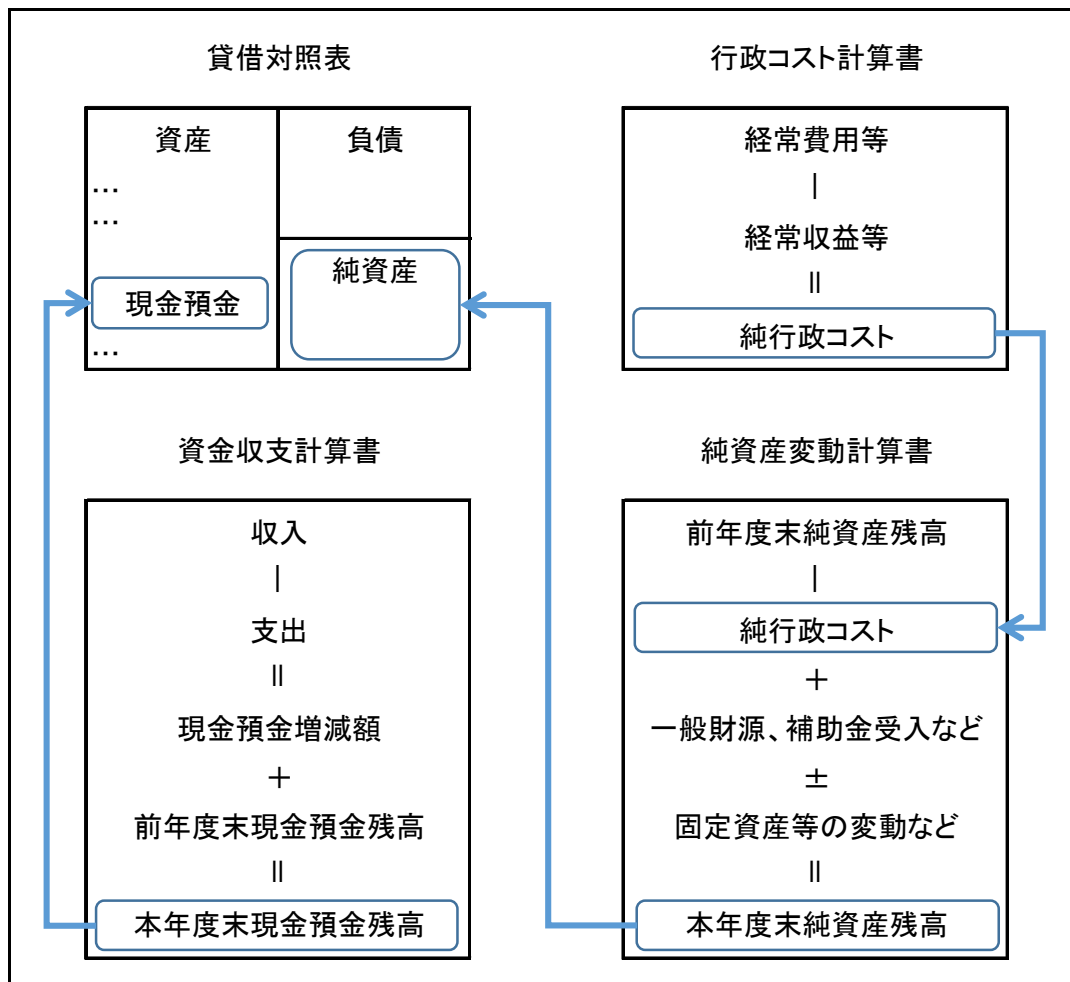 貸借対照表
資産
…
…
現金預金
…
負債
純資産
行政コスト計算書
経常費用等
|
経常収益等
||
純行政コスト
資金収支計算書
収入
|
支出
||
現金預金増減額
＋
前年度末現金預金残高
||
本年度末現金預金残高
純資産変動計算書
前年度末純資産残高
|
純行政コスト
＋
一般財源、補助金受入など
±
固定資産等の変動など
||
本年度末純資産残高